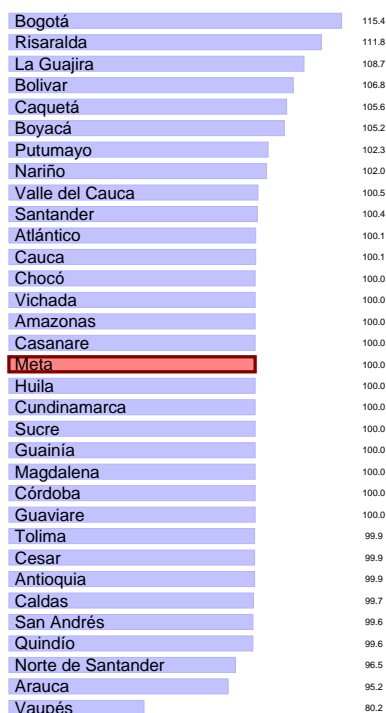 Bogotá 115.4
Risaralda 111.8
La Guajira 108.7
Bolivar 106.8
Caquetá 105.6
Boyacá 105.2
Putumayo 102.3
Nariño 102.0
Valle del Cauca 100.5
Santander 100.4
Atlántico 100.1
Cauca 100.1
Chocó 100.0
Vichada 100.0
Amazonas 100.0
Casanare 100.0
Meta 100.0
Huila 100.0
Cundinamarca 100.0
Sucre 100.0
Guainía 100.0
Magdalena 100.0
Córdoba 100.0
Guaviare 100.0
Tolima 99.9
Cesar 99.9
Antioquia 99.9
Caldas 99.7
San Andrés 99.6
Quindío 99.6
Norte de Santander 96.5
Arauca 95.2
Vaupés 80.2